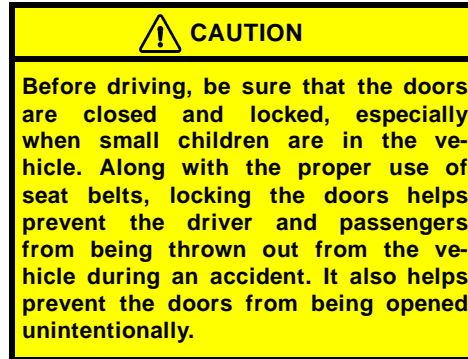 CAUTION
Before driving, be sure that the doors
are closed and locked, especially
when small children are in the ve-
hicle. Along with the proper use of
seat belts, locking the doors helps
prevent the driver and passengers
from being thrown out from the ve-
hicle during an accident. It also helps
prevent the doors from being opened
unintentionally.